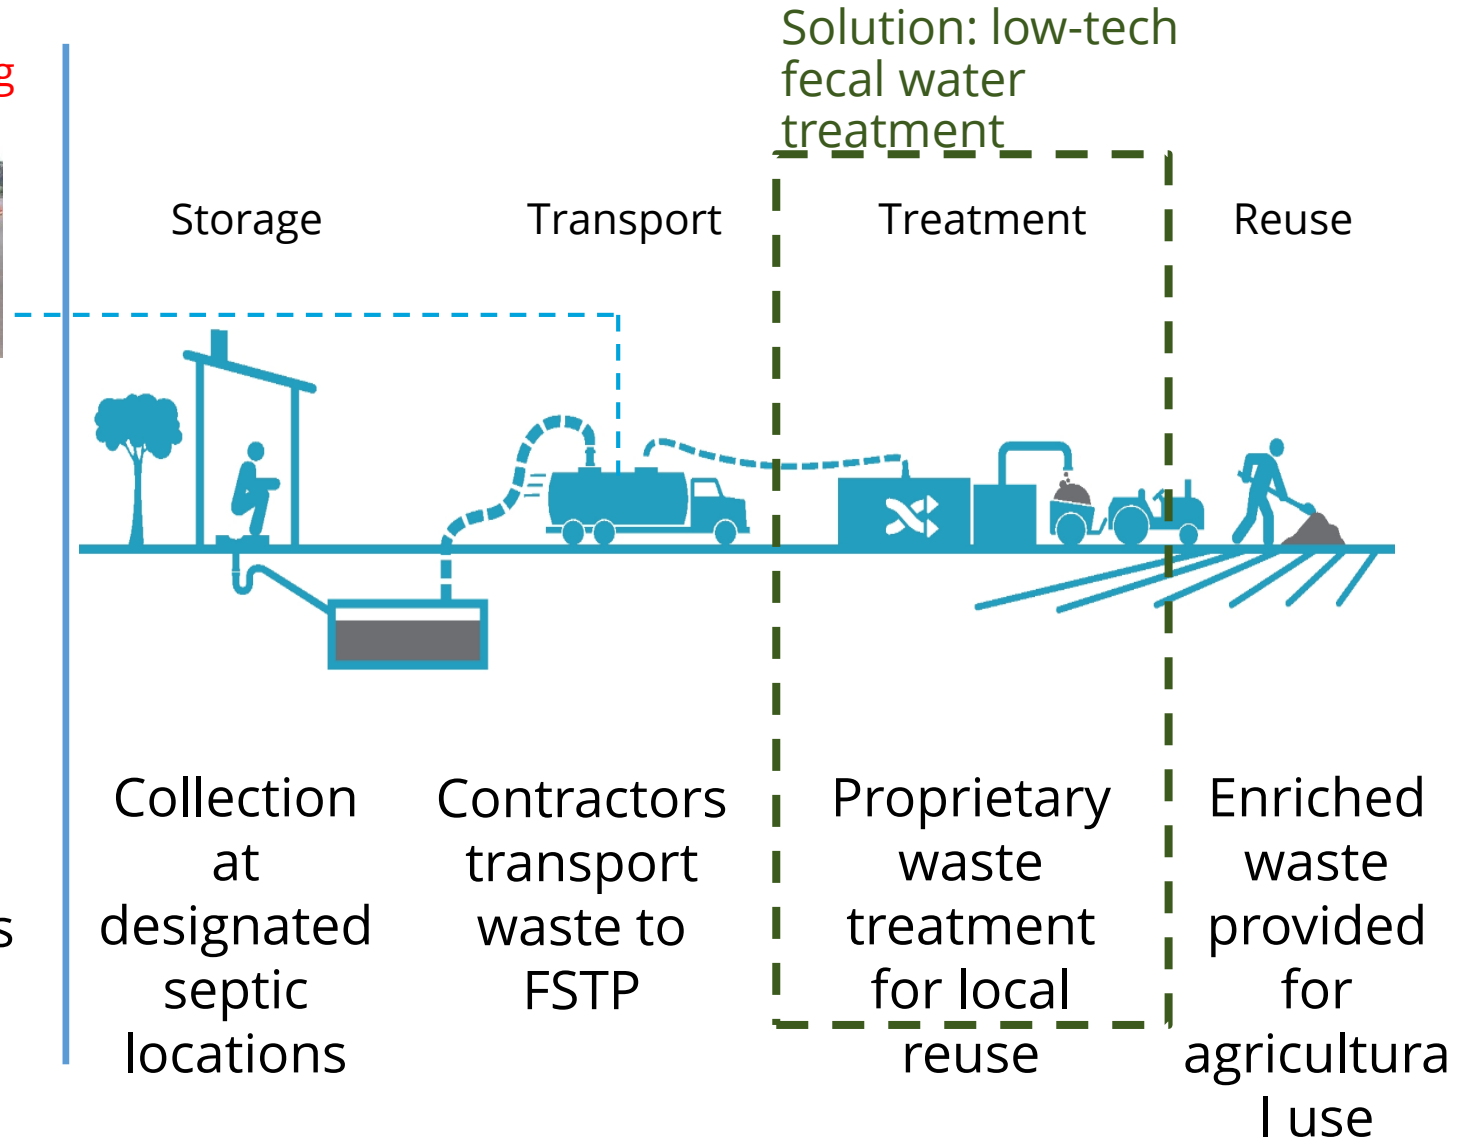 Solution: low-tech
fecal water
treatment
Storage
Transport
Treatment
Reuse
Collection
at
designated
septic
locations
Contractors
transport
waste to
FSTP
Proprietary
waste
treatment
for local
reuse
Enriched
waste
provided
for
agricultura
l use